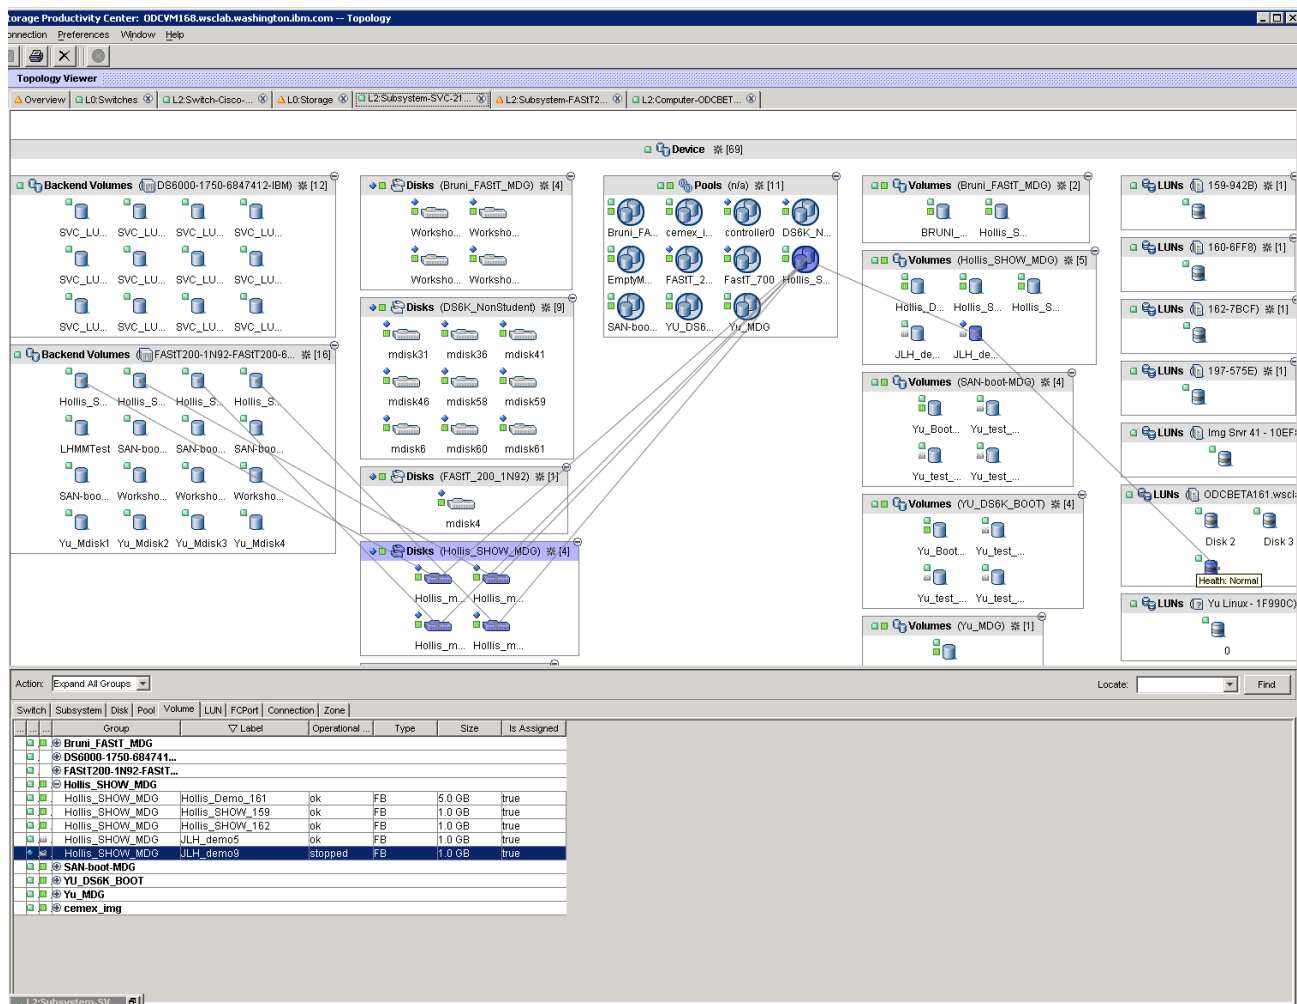 torage Productivity Center: ODCVM168.wsclab.washington.ibm.com -- Topology
onnection Preferences Window Help
Topology Viewer
Overview L0:Switches L2:Switch-Cisco-... L0:Storage L2:Subsystem-SVC-21... L2:Subsystem-FAStT2... L2:Computer-ODCBET...
Device [69]
Backend Volumes (DS6000-1750-6847412-IBM) [12]
SVC_LU... SVC_LU... SVC_LU... SVC_LU...
SVC_LU... SVC_LU... SVC_LU... SVC_LU...
SVC_LU... SVC_LU... SVC_LU... SVC_LU...
Backend Volumes (FAStT200-1N92-FAStT200-6... [16]
Hollis_S... Hollis_S... Hollis_S... Hollis_S...
LHMMTest SAN-boo... SAN-boo... SAN-boo...
SAN-boo... Worksho... Worksho... Worksho...
Yu_Mdisk1 Yu_Mdisk2 Yu_Mdisk3 Yu_Mdisk4
Disks (Bruni_FAStT_MDG) [4]
Worksho... Worksho...
Worksho... Worksho...
Disks (DS6K_NonStudent) [9]
mdisk31 mdisk36 mdisk41
mdisk46 mdisk58 mdisk59
mdisk6 mdisk60 mdisk61
Disks (FAStT_200_1N92) [1]
mdisk4
Disks (Hollis_SHOW_MDG) [4]
Hollis_m... Hollis_m...
Hollis_m... Hollis_m...
Pools (n/a) [11]
Bruni_FA... cemex_i... controller0 DS6K_N...
EmptyM... FAStT_2... FastT_700 Hollis_S...
SAN-boo... YU_DS6... Yu_MDG
Volumes (Bruni_FAStT_MDG) [2]
BRUNI_... Hollis_S...
Volumes (Hollis_SHOW_MDG) [5]
Hollis_D... Hollis_S... Hollis_S...
JLH_de... JLH_de...
Volumes (SAN-boot-MDG) [4]
Yu_Boot... Yu_test_...
Yu_test_... Yu_test_...
Volumes (YU_DS6K_BOOT) [4]
Yu_Boot... Yu_test_...
Yu_test_... Yu_test_...
Volumes (Yu_MDG) [1]
LUNs (159-942B) [1]
LUNs (160-6FF8) [1]
LUNs (162-7BCF) [1]
LUNs (197-575E) [1]
LUNs (Img Srvr 41 - 10EF
LUNs (ODCBETA161.wscl
Disk 2 Disk 3
Health: Normal
LUNs (Yu Linux - 1F990C)
0
Action: Expand All Groups Locate: Find
Switch Subsystem Disk Pool Volume LUN FCPort Connection Zone
... ... ... Group Label Operational ... Type Size Is Assigned
Bruni_FAStT_MDG
DS6000-1750-684741...
FAStT200-1N92-FAStT...
Hollis_SHOW_MDG
Hollis_SHOW_MDG Hollis_Demo_161 ok FB 5.0 GB true
Hollis_SHOW_MDG Hollis_SHOW_159 ok FB 1.0 GB true
Hollis_SHOW_MDG Hollis_SHOW_162 ok FB 1.0 GB true
Hollis_SHOW_MDG JLH_demo5 ok FB 1.0 GB true
Hollis_SHOW_MDG JLH_demo9 stopped FB 1.0 GB true
SAN-boot-MDG
YU_DS6K_BOOT
Yu_MDG
cemex_img
L2:Subsystem-SV...